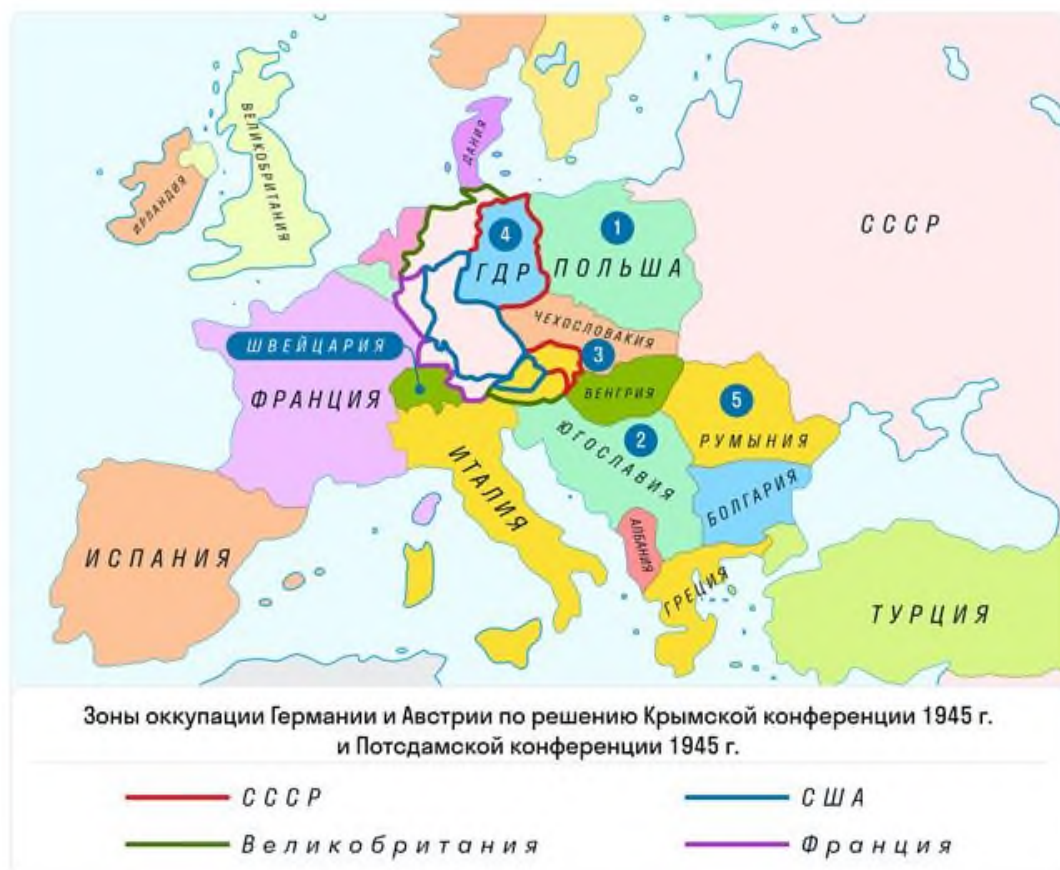 ДАНИЯ
ВЕЛИКОБРИТАНИЯ
ИРЛАНДИЯ
СССР
1
4
ПОЛЬША
ГДР
ЧЕХОСЛОВАКИЯ
ШВЕЙЦАРИЯ
3
ФРАНЦИЯ
ВЕНГРИЯ
5
РУМЫНИЯ
2
ЮГОСЛАВИЯ
ИТАЛИЯ
БОЛГАРИЯ
ИСПАНИЯ
АЛБАНИЯ
ГРЕЦИЯ
ТУРЦИЯ
Зоны оккупации Германии и Австрии по решению Крымской конференции 1945 г.
и Потсдамской конференции 1945 г.
СССР
США
Великобритания
Франция